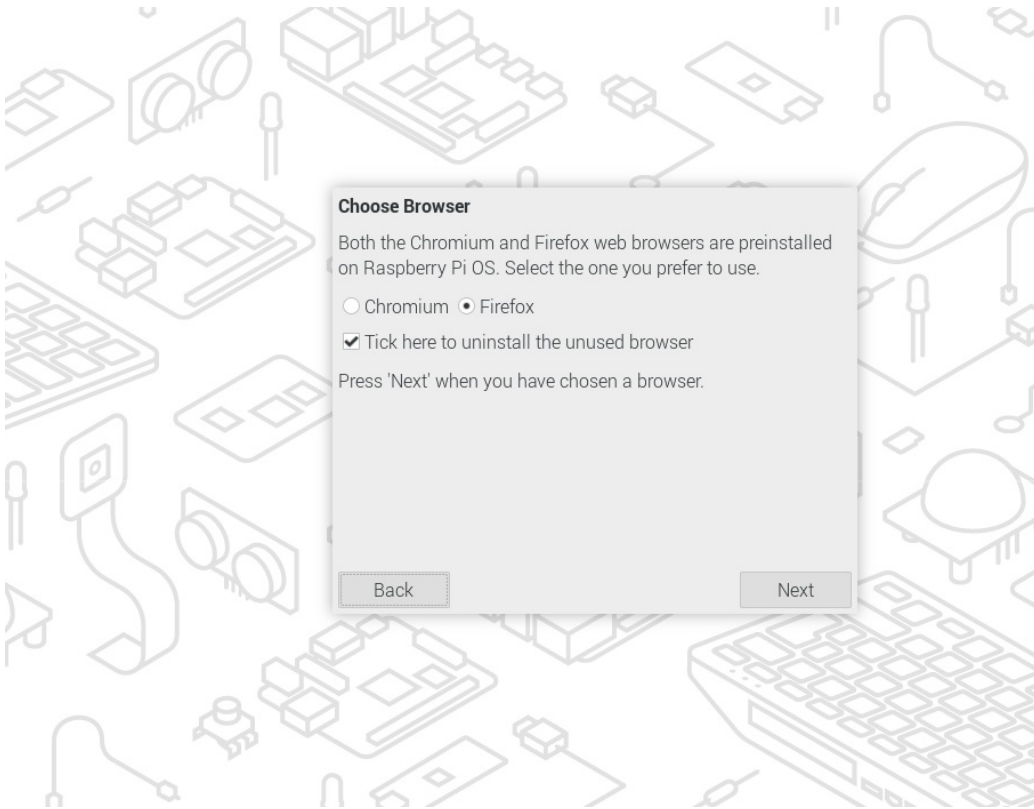 Choose Browser
Both the Chromium and Firefox web browsers are preinstalled
on Raspberry Pi OS. Select the one you prefer to use.
Chromium Firefox
Tick here to uninstall the unused browser
Press 'Next' when you have chosen a browser.
Back Next